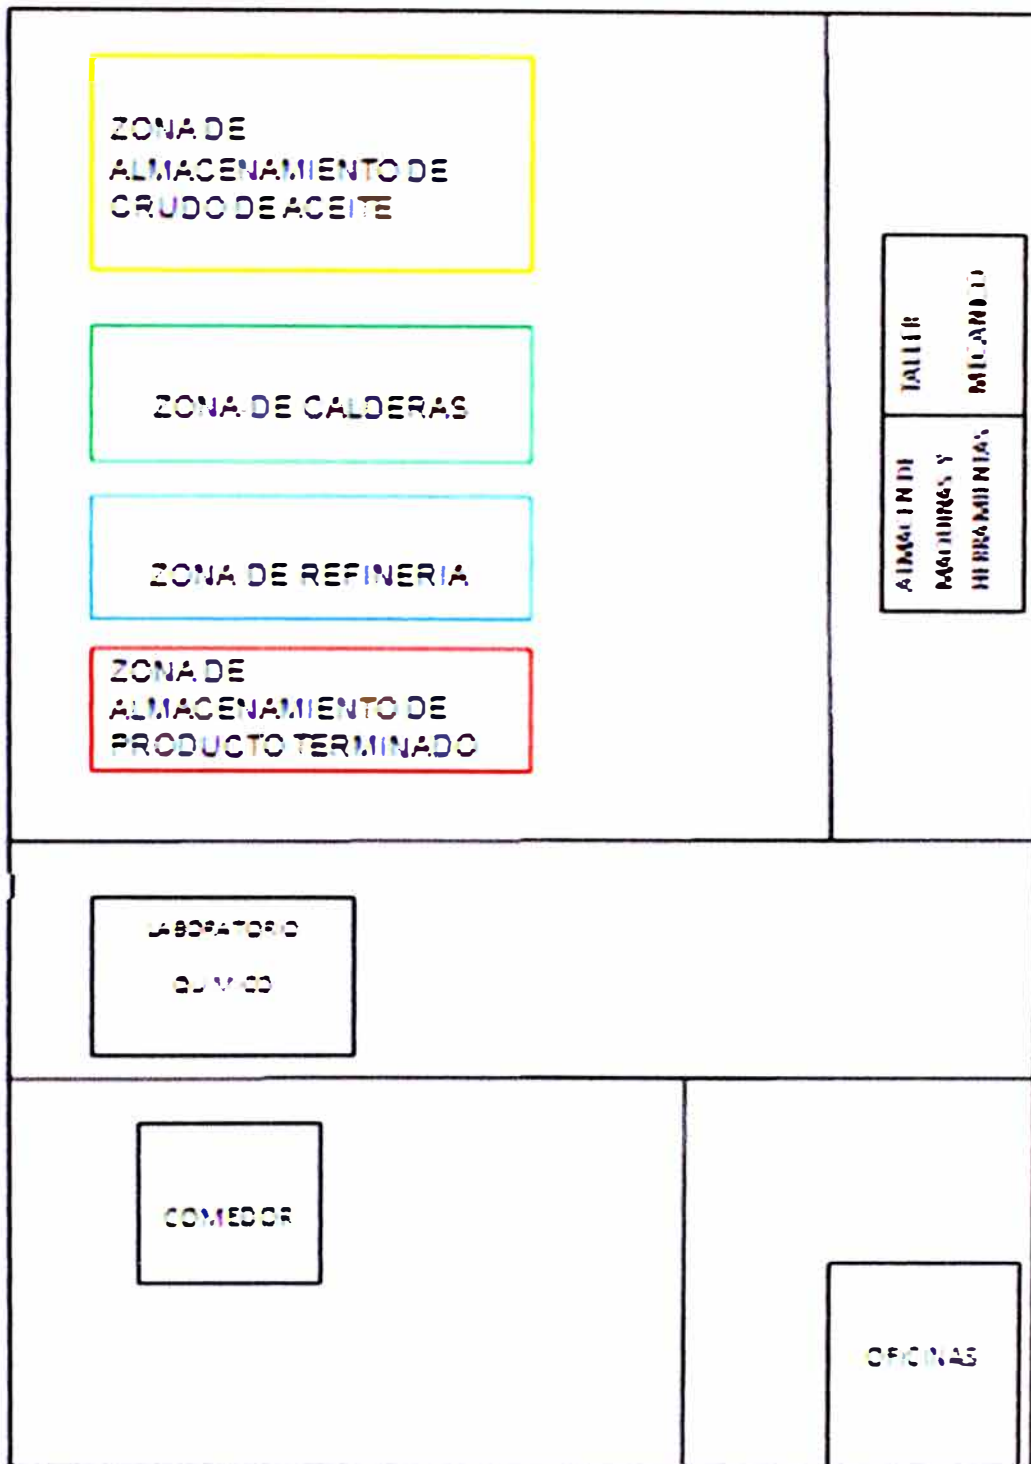 ZONA DE
ALMACENAMIENTO DE
CRUDO DE ACEITE
ZONA DE CALDERAS
ZONA DE REFINERIA
ZONA DE
ALMACENAMIENTO DE
PRODUCTO TERMINADO
TALLER
MECANICO
ALMACEN DE
MAQUINAS Y
HERRAMIENTAS
LABORATORIO
QUIMICO
COMEDOR
OFICINAS